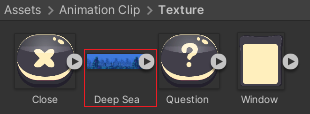 Assets > Animation Clip > Texture
?
Close Deep Sea Question Window